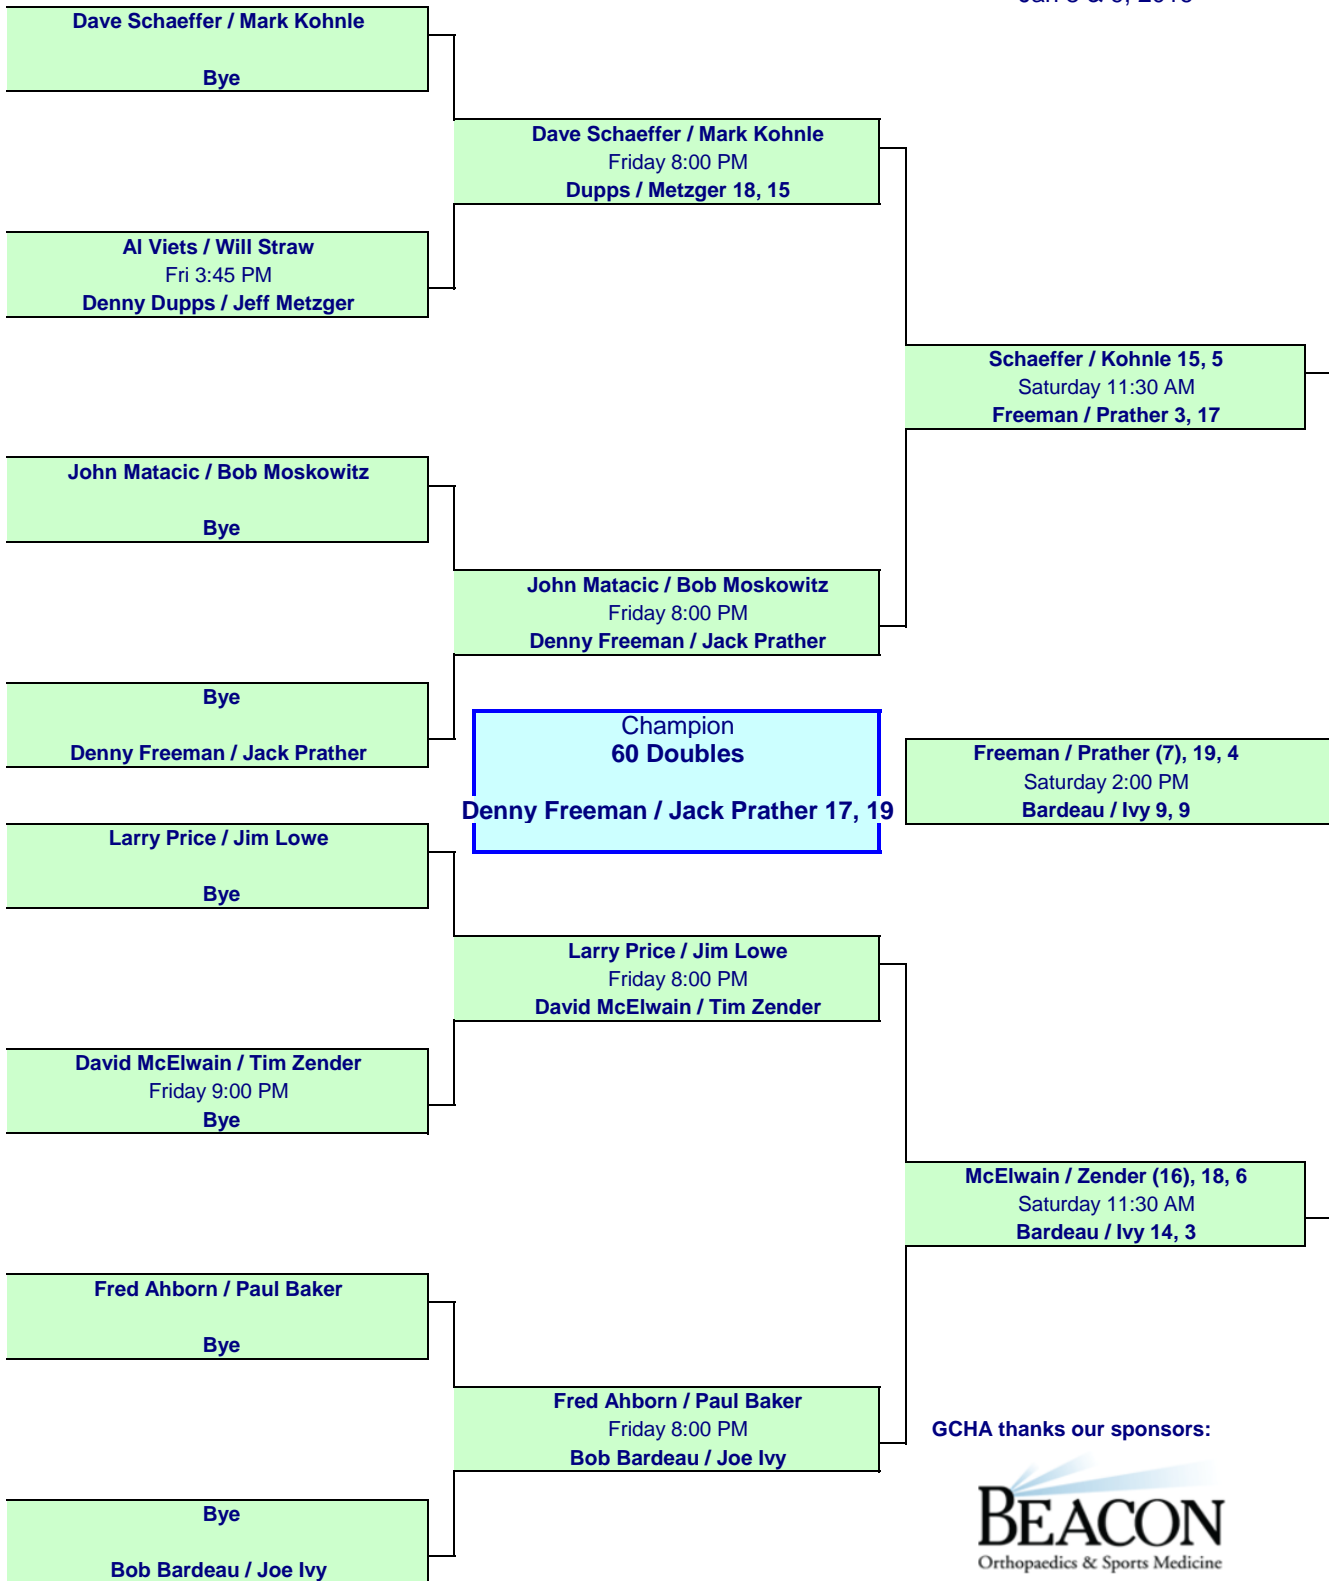 Jan 8 & 9, 2016
Dave Schaeffer / Mark Kohnle
Bye
Dave Schaeffer / Mark Kohnle
Friday 8:00 PM
Dupps / Metzger 18, 15
Al Viets / Will Straw
Fri 3:45 PM
Denny Dupps / Jeff Metzger
Schaeffer / Kohnle 15, 5
Saturday 11:30 AM
Freeman / Prather 3, 17
John Matacic / Bob Moskowitz
Bye
John Matacic / Bob Moskowitz
Friday 8:00 PM
Denny Freeman / Jack Prather
Bye
Denny Freeman / Jack Prather
Champion
60 Doubles
Denny Freeman / Jack Prather 17, 19
Freeman / Prather (7), 19, 4
Saturday 2:00 PM
Bardeau / Ivy 9, 9
Larry Price / Jim Lowe
Bye
Larry Price / Jim Lowe
Friday 8:00 PM
David McElwain / Tim Zender
David McElwain / Tim Zender
Friday 9:00 PM
Bye
McElwain / Zender (16), 18, 6
Saturday 11:30 AM
Bardeau / Ivy 14, 3
Fred Ahborn / Paul Baker
Bye
Fred Ahborn / Paul Baker
Friday 8:00 PM
Bob Bardeau / Joe Ivy
Bye
Bob Bardeau / Joe Ivy
GCHA thanks our sponsors:
BEACON
Orthopaedics & Sports Medicine